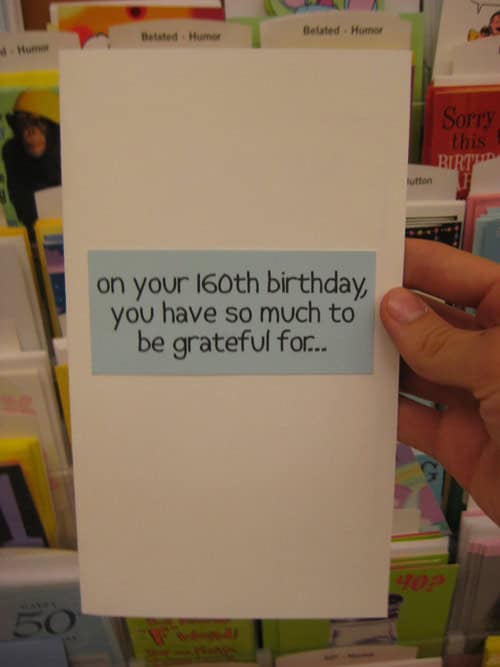 Belated - Humor
Belated - Humor
- Humor
Sorry
this
on your 160th birthday,
you have so much to
be grateful for...
40?
50